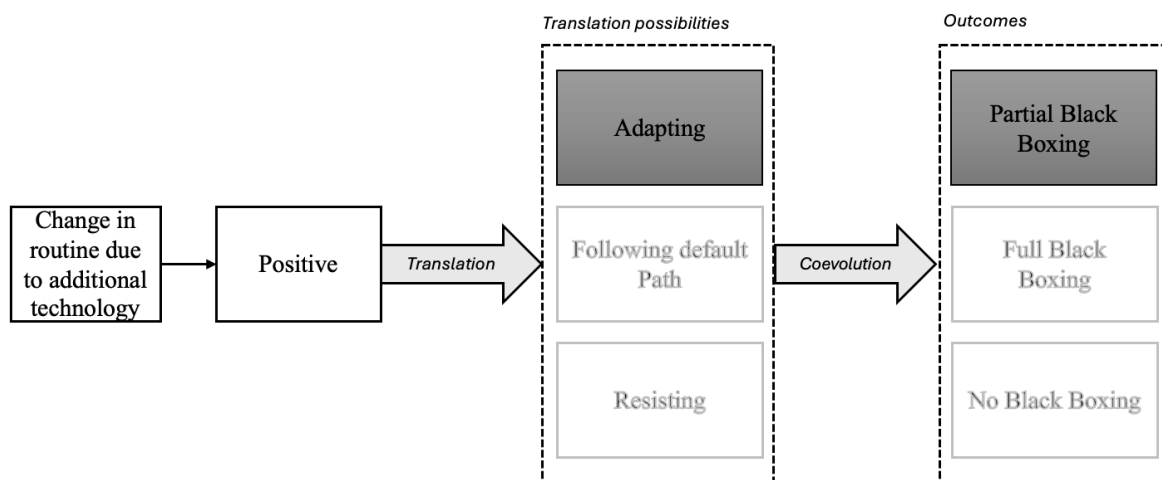 Translation possibilities
Outcomes
Adapting
Partial Black
Boxing
Change in
routine due
to additional
technology
Positive
Translation
Following default
Path
Coevolution
Full Black
Boxing
Resisting
No Black Boxing